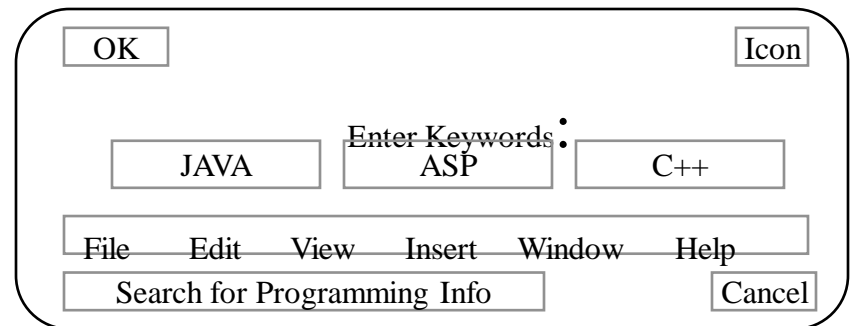 OK Icon
Enter Keywords:
JAVA ASP C++
File Edit View Insert Window Help
Search for Programming Info Cancel